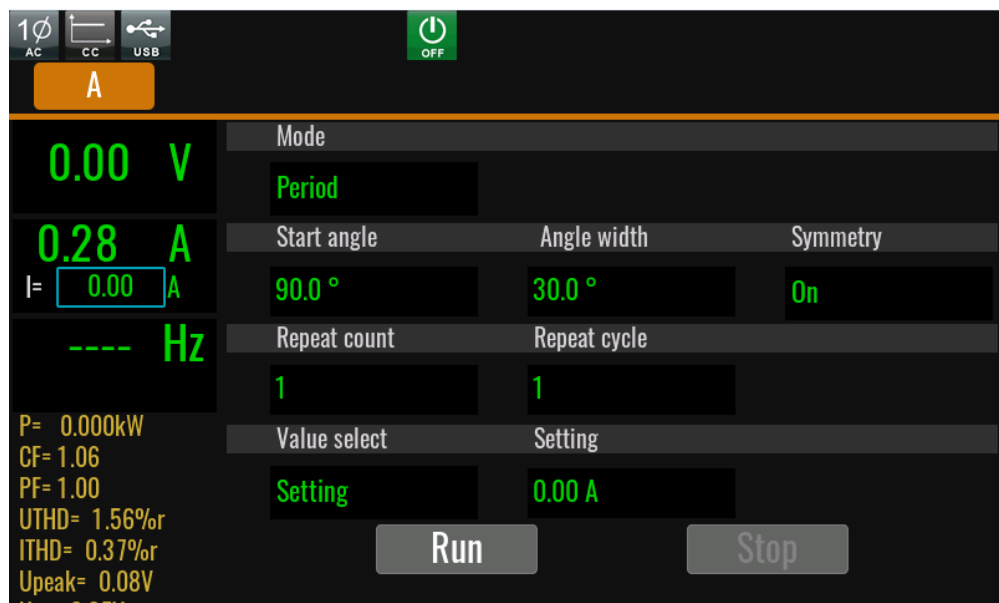 1Ø AC CC USB OFF
A
0.00 V
0.28 A
I= 0.00 A
---- Hz
P= 0.000kW
CF= 1.06
PF= 1.00
UTHD= 1.56%r
ITHD= 0.37%r
Upeak= 0.08V
Mode
Period
Start angle Angle width Symmetry
90.0 ° 30.0 ° On
Repeat count Repeat cycle
1 1
Value select Setting
Setting 0.00 A
Run Stop